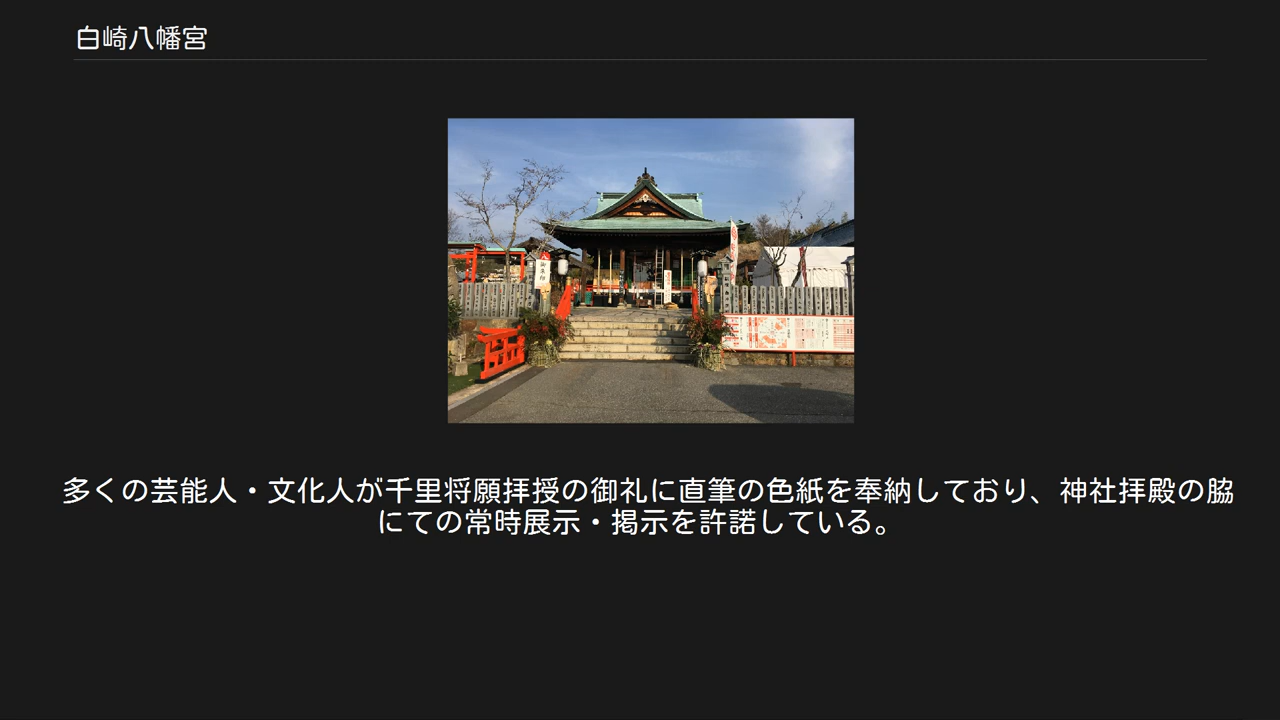 白崎八幡宮
多くの芸能人・文化人が千里将願拝授の御礼に直筆の色紙を奉納しており、神社拝殿の脇
にての常時展示・掲示を許諾している。